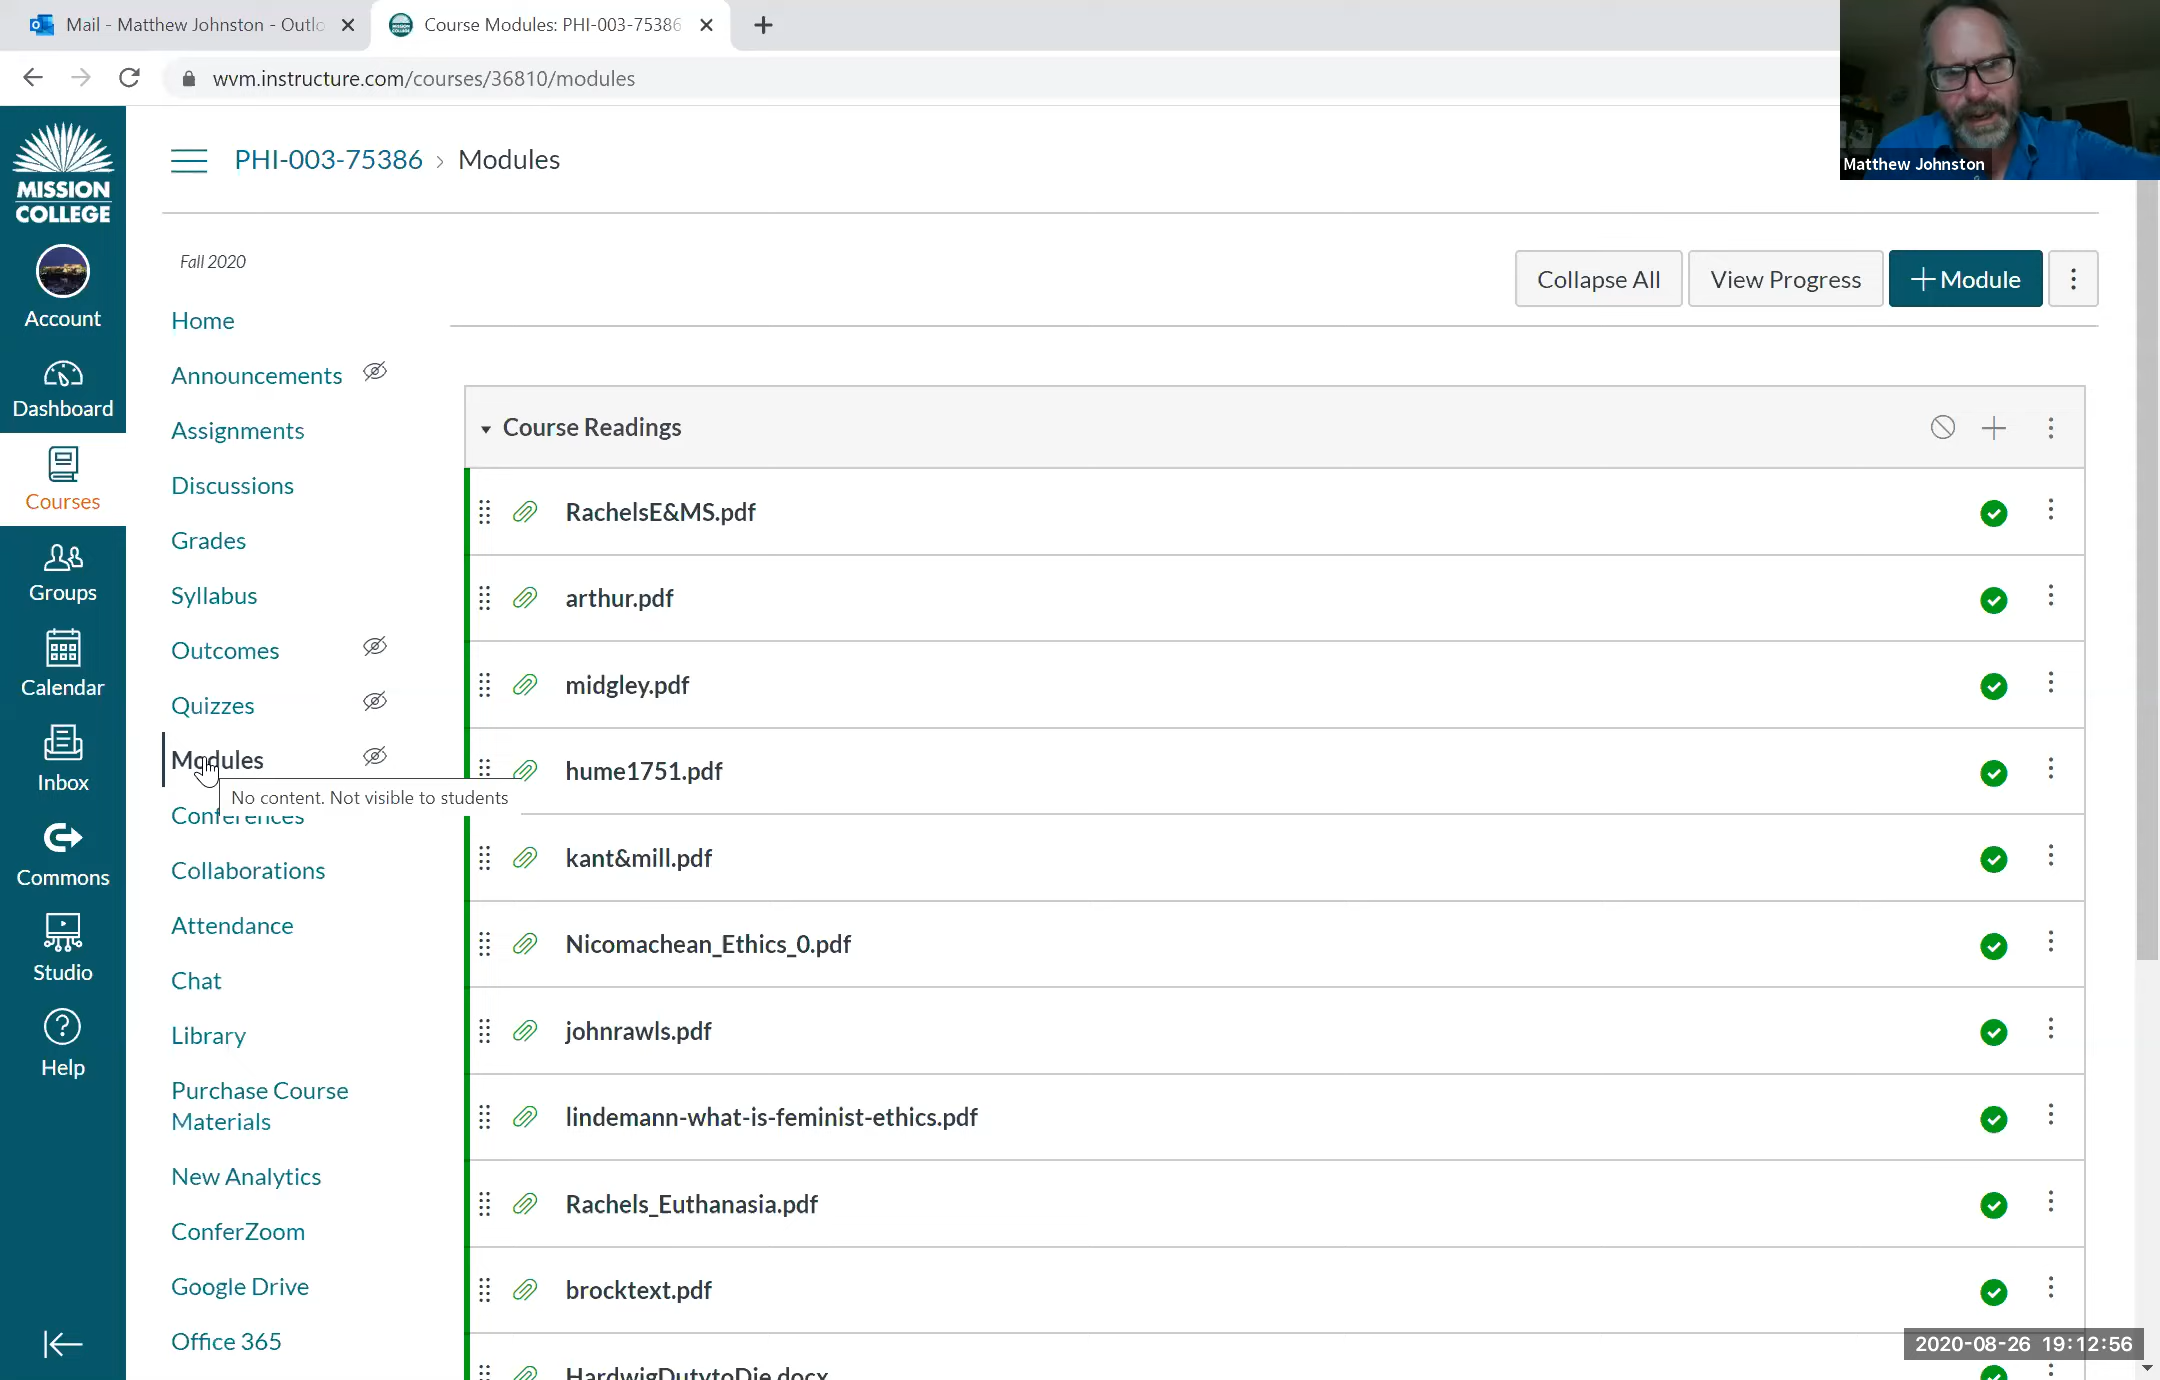 Mail - Matthew Johnston - Outlo
Course Modules: PHI-003-75386
wvm.instructure.com/courses/36810/modules
Matthew Johnston
MISSION
COLLEGE
Account
Dashboard
Courses
Groups
Calendar
Inbox
Commons
Studio
Help
PHI-003-75386 › Modules
Fall 2020
Home
Announcements
Assignments
Discussions
Grades
Syllabus
Outcomes
Quizzes
Modules
No content. Not visible to students
Conferences
Collaborations
Attendance
Chat
Library
Purchase Course
Materials
New Analytics
ConferZoom
Google Drive
Office 365
Collapse All
View Progress
+ Module
Course Readings
RachelsE&MS.pdf
arthur.pdf
midgley.pdf
hume1751.pdf
kant&mill.pdf
Nicomachean_Ethics_0.pdf
johnrawls.pdf
lindemann-what-is-feminist-ethics.pdf
Rachels_Euthanasia.pdf
brocktext.pdf
HardwigDutytoDie.docx
2020-08-26 19:12:56